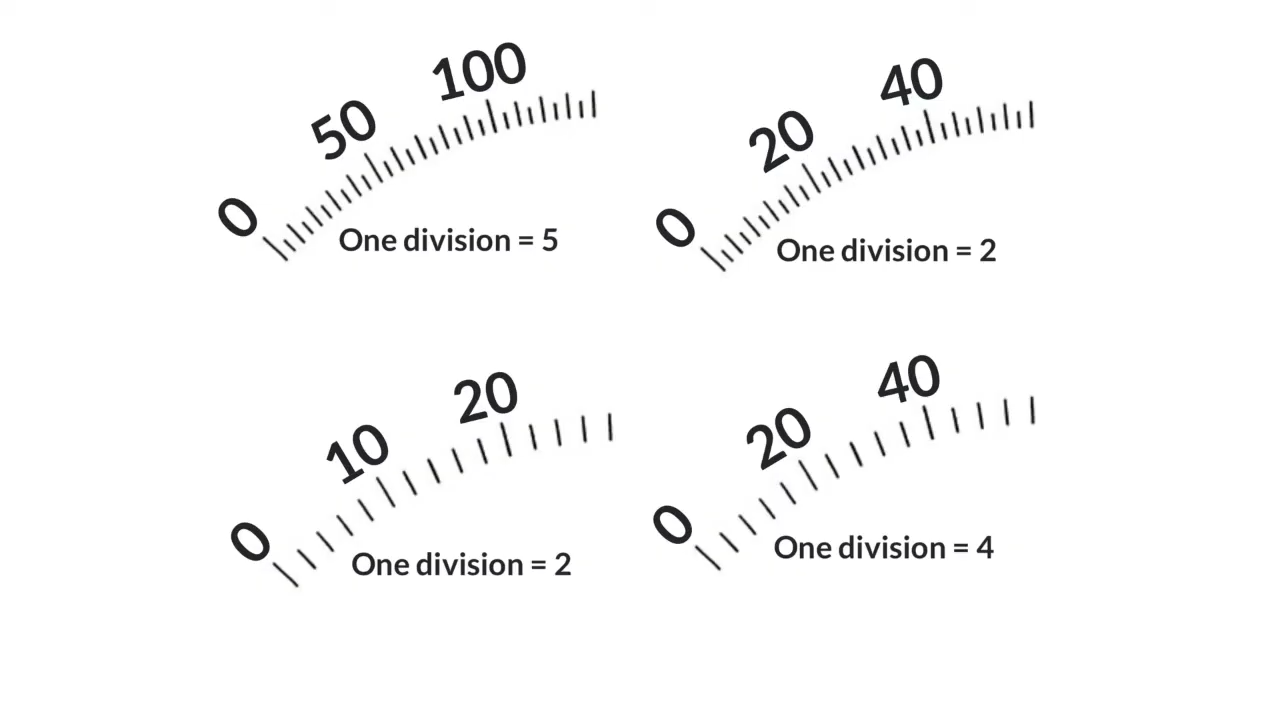 0 50 100
One division = 5
0 20 40
One division = 2
0 10 20
One division = 2
0 20 40
One division = 4